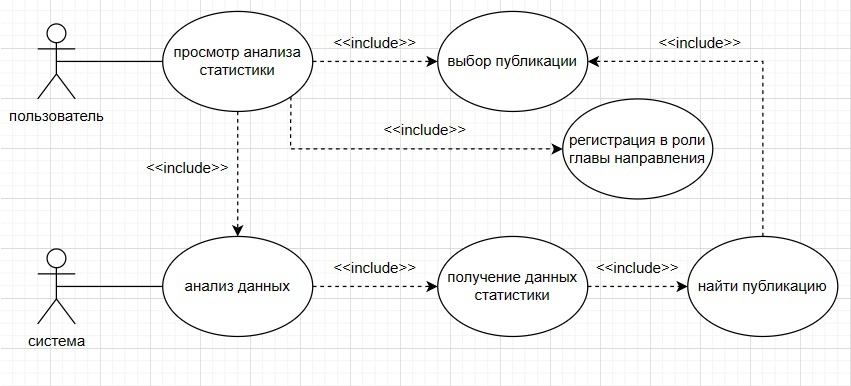 просмотр анализа
статистики
<<include>>
выбор публикации
<<include>>
пользователь
<<include>>
регистрация в роли
главы направления
<<include>>
анализ данных
<<include>>
получение данных
статистики
<<include>>
найти публикацию
система